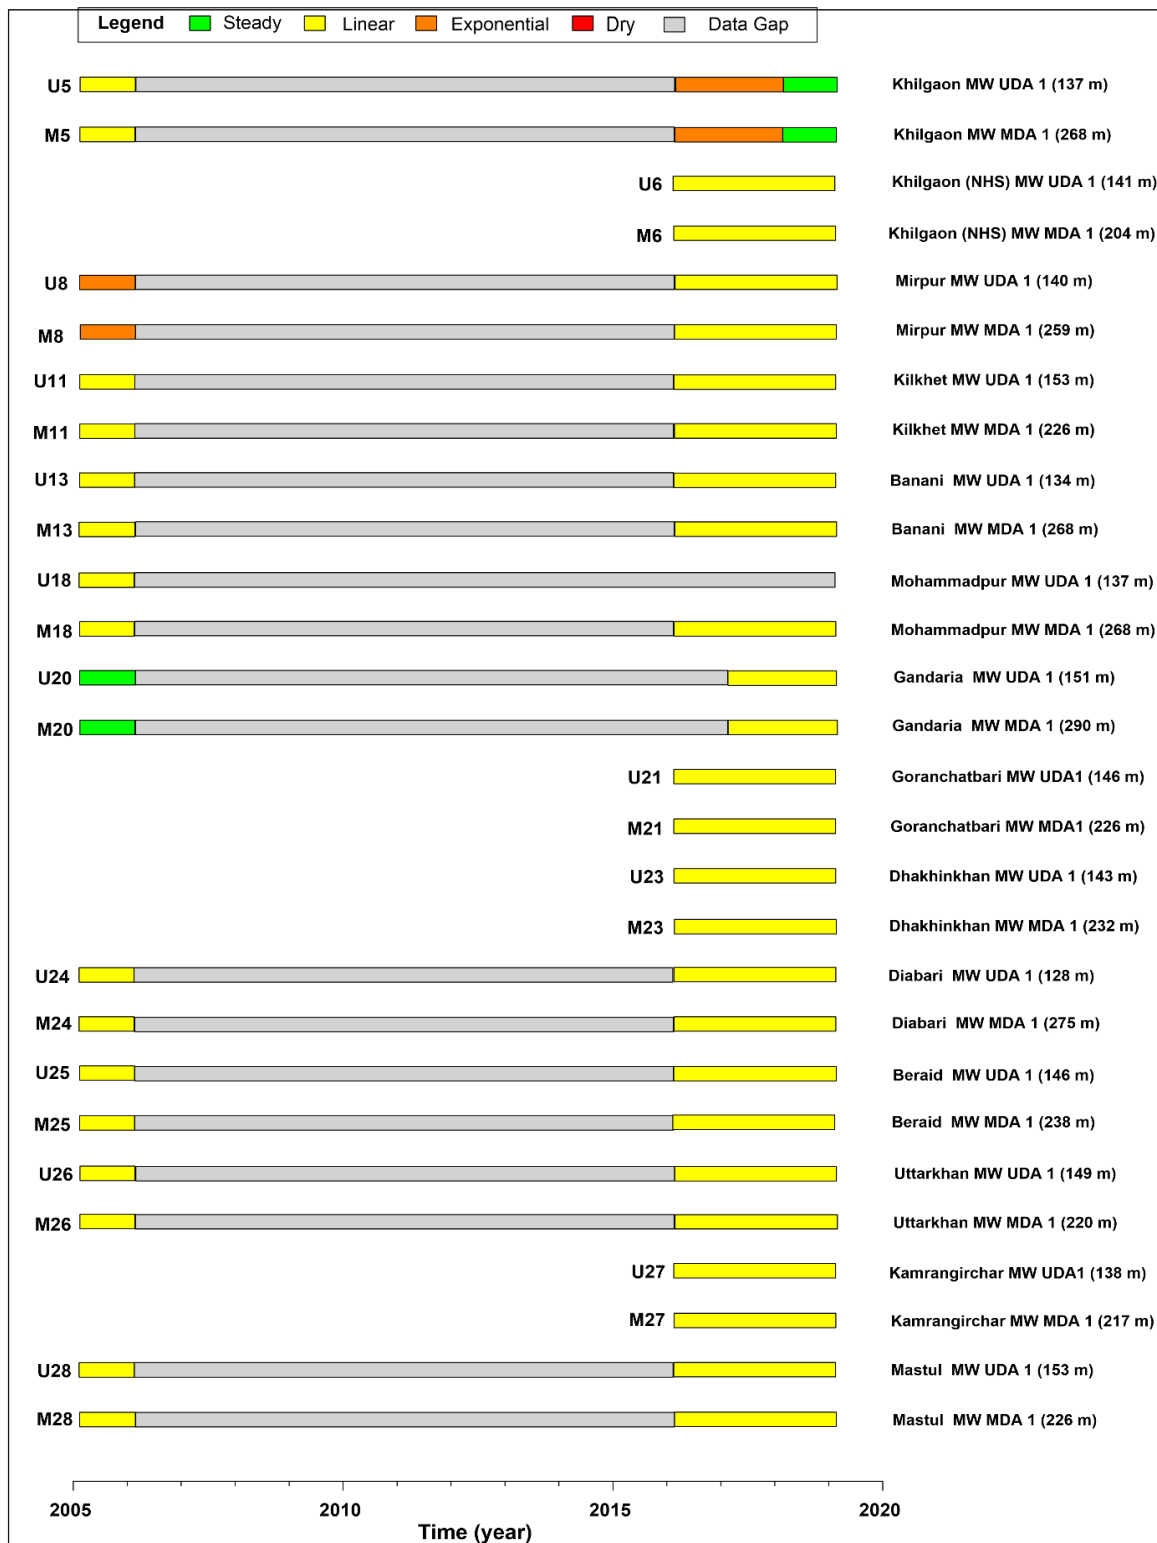 Legend Steady Linear Exponential Dry Data Gap
U5 Khilgaon MW UDA 1 (137 m)
M5 Khilgaon MW MDA 1 (268 m)
U6 Khilgaon (NHS) MW UDA 1 (141 m)
M6 Khilgaon (NHS) MW MDA 1 (204 m)
U8 Mirpur MW UDA 1 (140 m)
M8 Mirpur MW MDA 1 (259 m)
U11 Kilkhet MW UDA 1 (153 m)
M11 Kilkhet MW MDA 1 (226 m)
U13 Banani MW UDA 1 (134 m)
M13 Banani MW MDA 1 (268 m)
U18 Mohammadpur MW UDA 1 (137 m)
M18 Mohammadpur MW MDA 1 (268 m)
U20 Gandaria MW UDA 1 (151 m)
M20 Gandaria MW MDA 1 (290 m)
U21 Goranchatbari MW UDA1 (146 m)
M21 Goranchatbari MW MDA1 (226 m)
U23 Dhakhinkhan MW UDA 1 (143 m)
M23 Dhakhinkhan MW MDA 1 (232 m)
U24 Diabari MW UDA 1 (128 m)
M24 Diabari MW MDA 1 (275 m)
U25 Beraid MW UDA 1 (146 m)
M25 Beraid MW MDA 1 (238 m)
U26 Uttarkhan MW UDA 1 (149 m)
M26 Uttarkhan MW MDA 1 (220 m)
U27 Kamrangirchar MW UDA1 (138 m)
M27 Kamrangirchar MW MDA 1 (217 m)
U28 Mastul MW UDA 1 (153 m)
M28 Mastul MW MDA 1 (226 m)
2005 2010 2015 2020
Time (year)